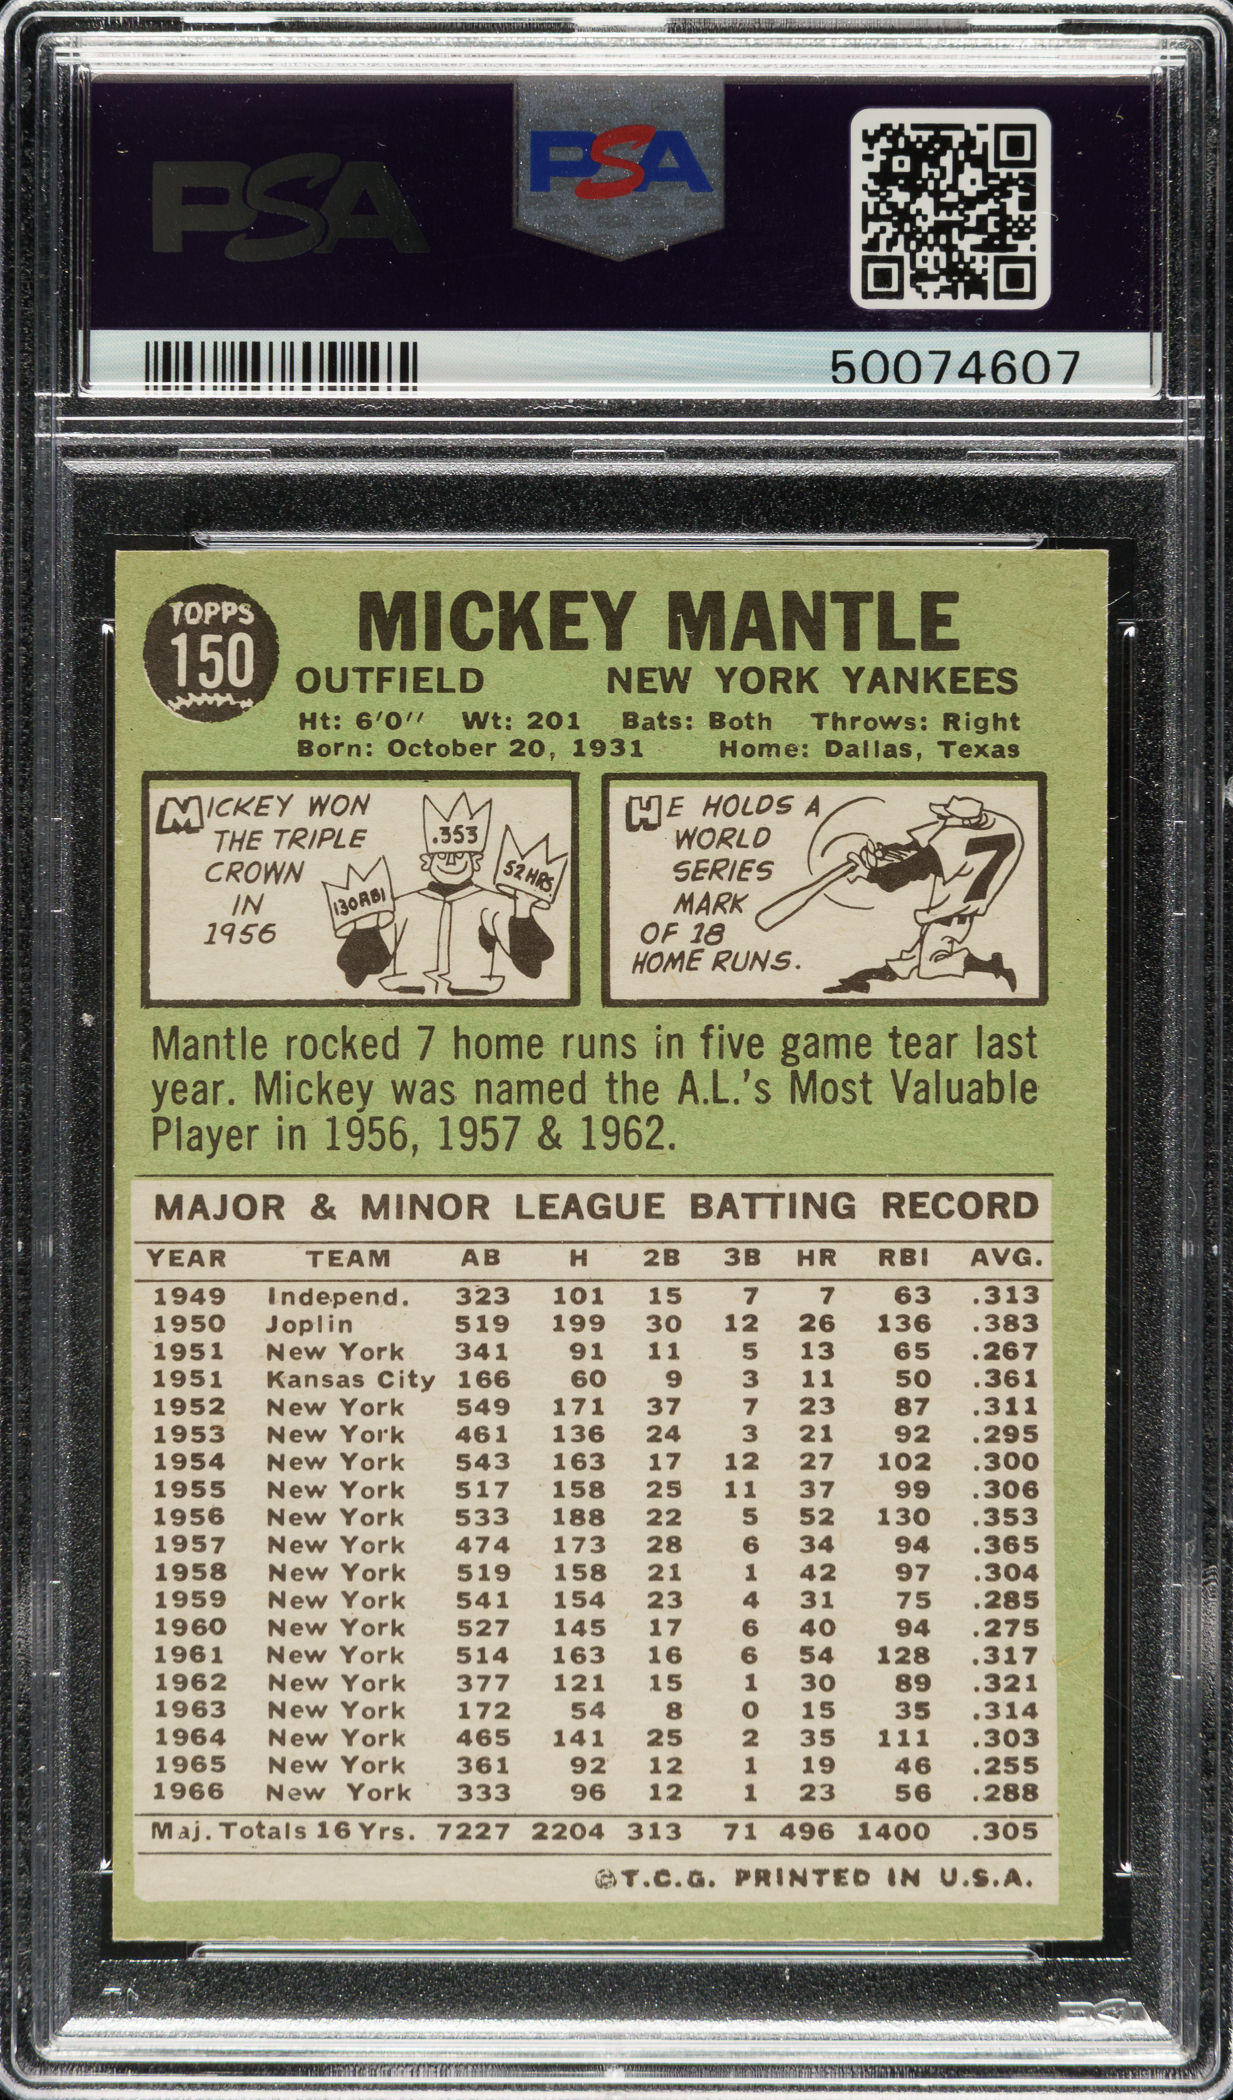 PSA
PSA
50074607
TOPPS
150
MICKEY MANTLE
OUTFIELD NEW YORK YANKEES
Ht: 6'0" Wt: 201 Bats: Both Throws: Right
Born: October 20, 1931 Home: Dallas, Texas
MICKEY WON
THE TRIPLE
CROWN
IN
1956
.353
130 RBI
52 HRS
HE HOLDS A
WORLD
SERIES
MARK
OF 18
HOME RUNS.
7
Mantle rocked 7 home runs in five game tear last
year. Mickey was named the A.L.'s Most Valuable
Player in 1956, 1957 & 1962.
MAJOR & MINOR LEAGUE BATTING RECORD
YEAR TEAM AB H 2B 3B HR RBI AVG.
1949 Independ. 323 101 15 7 7 63 .313
1950 Joplin 519 199 30 12 26 136 .383
1951 New York 341 91 11 5 13 65 .267
1951 Kansas City 166 60 9 3 11 50 .361
1952 New York 549 171 37 7 23 87 .311
1953 New York 461 136 24 3 21 92 .295
1954 New York 543 163 17 12 27 102 .300
1955 New York 517 158 25 11 37 99 .306
1956 New York 533 188 22 5 52 130 .353
1957 New York 474 173 28 6 34 94 .365
1958 New York 519 158 21 1 42 97 .304
1959 New York 541 154 23 4 31 75 .285
1960 New York 527 145 17 6 40 94 .275
1961 New York 514 163 16 6 54 128 .317
1962 New York 377 121 15 1 30 89 .321
1963 New York 172 54 8 0 15 35 .314
1964 New York 465 141 25 2 35 111 .303
1965 New York 361 92 12 1 19 46 .255
1966 New York 333 96 12 1 23 56 .288
Maj. Totals 16 Yrs. 7227 2204 313 71 496 1400 .305
©T.C.G. PRINTED IN U.S.A.
PSA